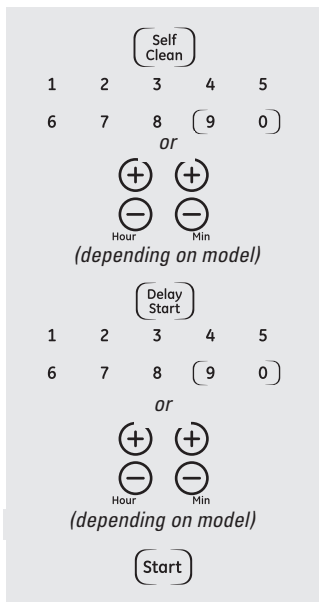 Self
Clean
1 2 3 4 5
6 7 8 9 0
or
+ +
− −
Hour Min
(depending on model)
Delay
Start
1 2 3 4 5
6 7 8 9 0
or
+ +
− −
Hour Min
(depending on model)
Start